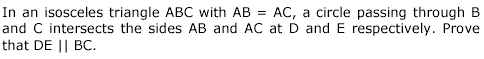 In an isosceles triangle ABC with AB = AC, a circle passing through B
and C intersects the sides AB and AC at D and E respectively. Prove
that DE || BC.